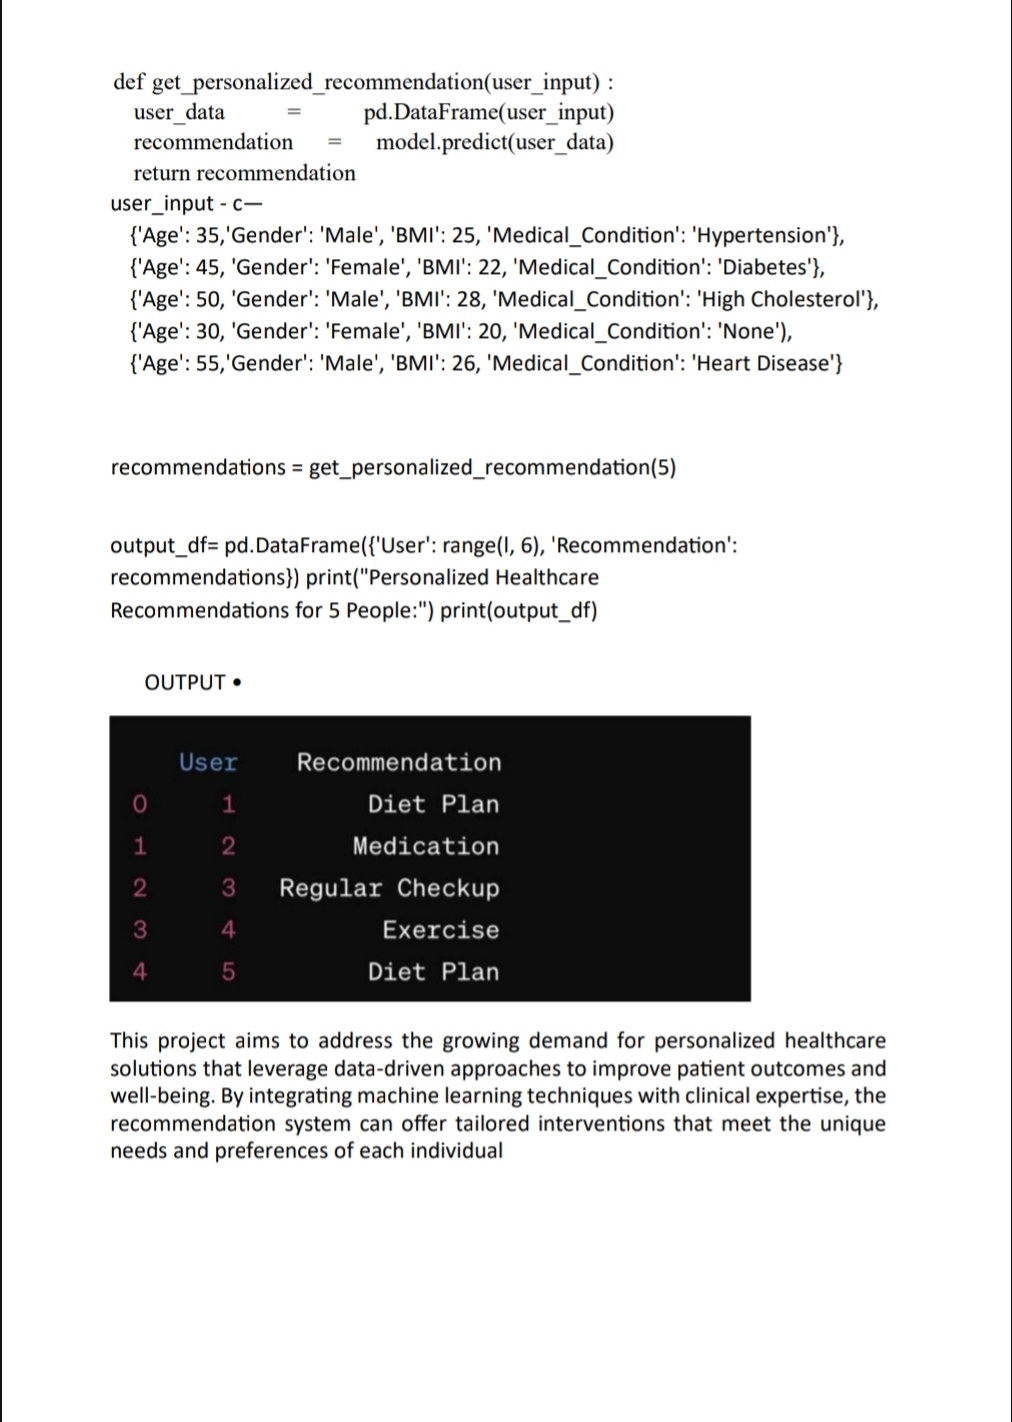 def get_personalized_recommendation(user_input) :
user_data = pd.DataFrame(user_input)
recommendation = model.predict(user_data)
return recommendation
user_input - c—
{'Age': 35,'Gender': 'Male', 'BMI': 25, 'Medical_Condition': 'Hypertension'},
{'Age': 45, 'Gender': 'Female', 'BMI': 22, 'Medical_Condition': 'Diabetes'},
{'Age': 50, 'Gender': 'Male', 'BMI': 28, 'Medical_Condition': 'High Cholesterol'},
{'Age': 30, 'Gender': 'Female', 'BMI': 20, 'Medical_Condition': 'None'),
{'Age': 55,'Gender': 'Male', 'BMI': 26, 'Medical_Condition': 'Heart Disease'}
recommendations = get_personalized_recommendation(5)
output_df= pd.DataFrame({'User': range(l, 6), 'Recommendation':
recommendations}) print("Personalized Healthcare
Recommendations for 5 People:") print(output_df)
OUTPUT •
User Recommendation
0 1 Diet Plan
1 2 Medication
2 3 Regular Checkup
3 4 Exercise
4 5 Diet Plan
This project aims to address the growing demand for personalized healthcare
solutions that leverage data-driven approaches to improve patient outcomes and
well-being. By integrating machine learning techniques with clinical expertise, the
recommendation system can offer tailored interventions that meet the unique
needs and preferences of each individual